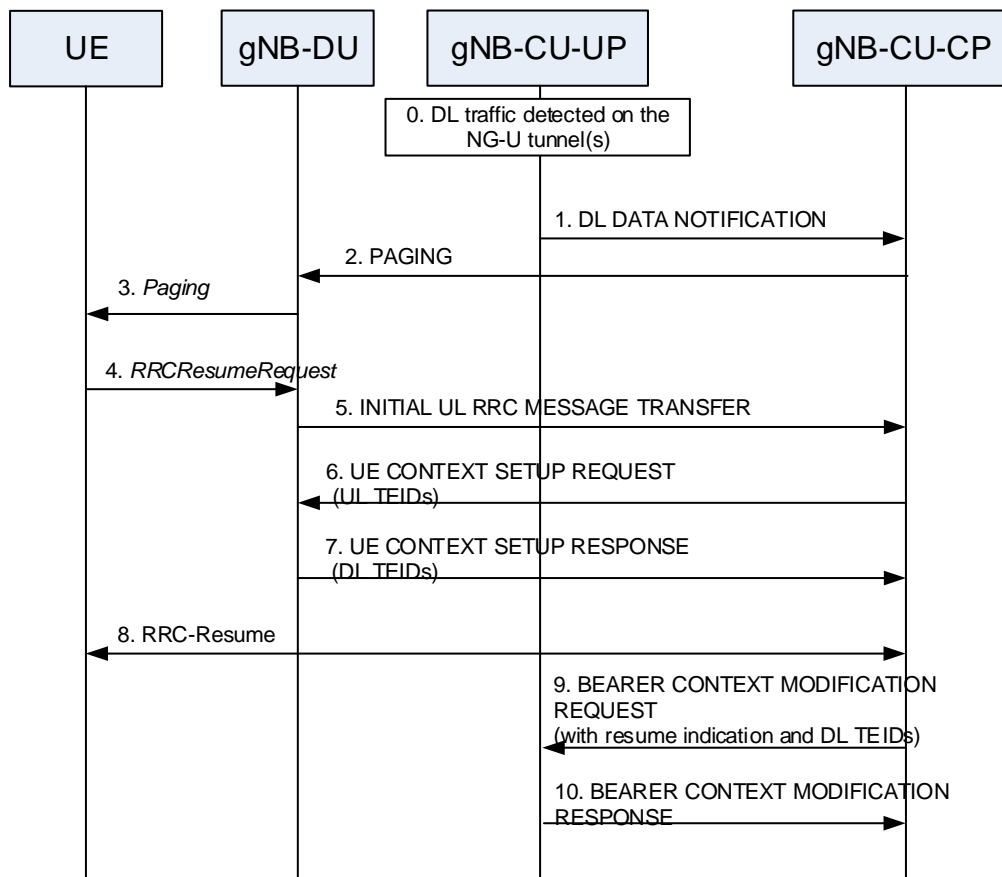 UE
gNB-DU
gNB-CU-UP
gNB-CU-CP
0. DL traffic detected on the
NG-U tunnel(s)
1. DL DATA NOTIFICATION
2. PAGING
3. Paging
4. RRCResumeRequest
5. INITIAL UL RRC MESSAGE TRANSFER
6. UE CONTEXT SETUP REQUEST
(UL TEIDs)
7. UE CONTEXT SETUP RESPONSE
(DL TEIDs)
8. RRC-Resume
9. BEARER CONTEXT MODIFICATION
REQUEST
(with resume indication and DL TEIDs)
10. BEARER CONTEXT MODIFICATION
RESPONSE